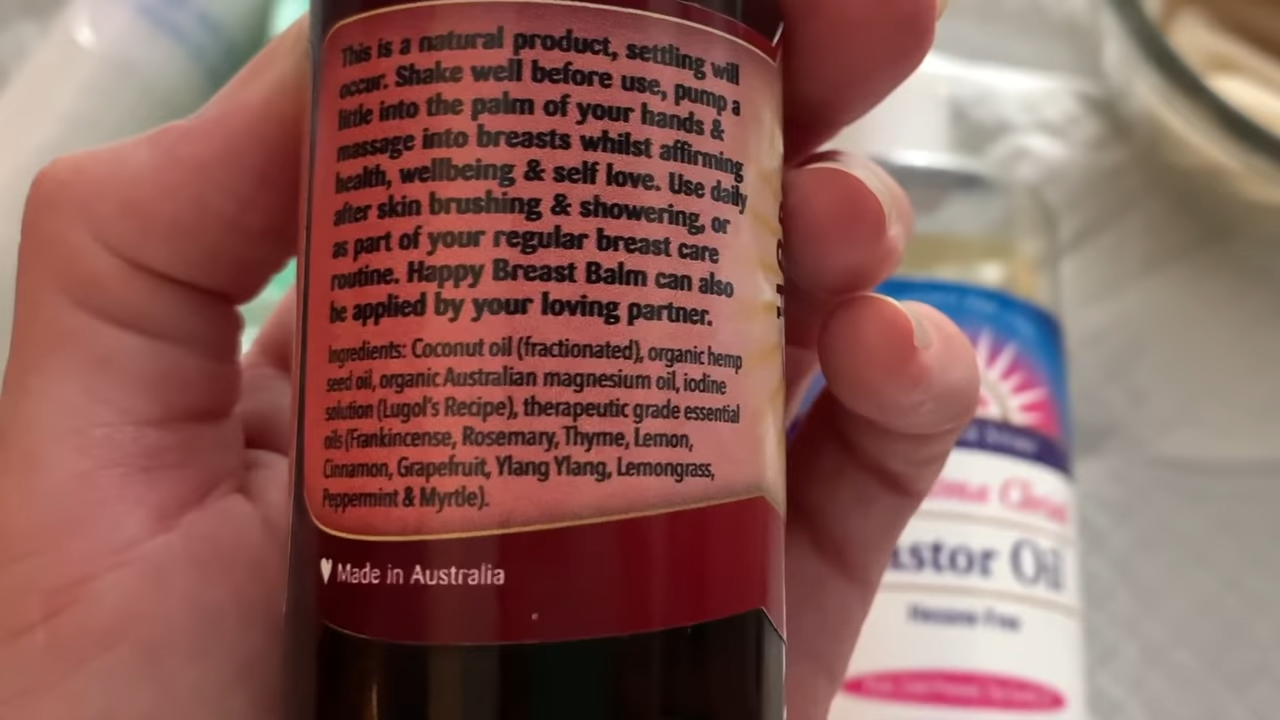 This is a natural product, settling will
occur. Shake well before use, pump a
little into the palm of your hands &
massage into breasts whilst affirming
health, wellbeing & self love. Use daily
after skin brushing & showering, or
as part of your regular breast care
routine. Happy Breast Balm can also
be applied by your loving partner.
Ingredients: Coconut oil (fractionated), organic hemp
seed oil, organic Australian magnesium oil, iodine
solution (Lugol's Recipe), therapeutic grade essential
oils (Frankincense, Rosemary, Thyme, Lemon,
Cinnamon, Grapefruit, Ylang Ylang, Lemongrass,
Peppermint & Myrtle).
Made in Australia
Oil
Hexane Free